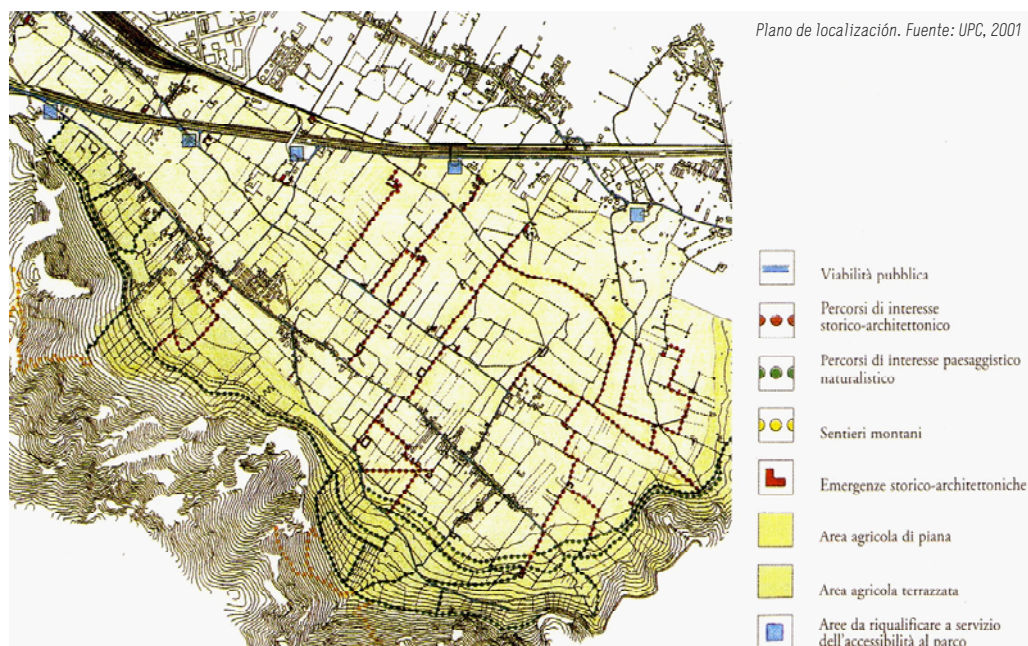 Plano de localización. Fuente: UPC, 2001
Viabilità pubblica
Percorsi di interesse
storico-architettonico
Percorsi di interesse paesaggistico
naturalistico
Sentieri montani
Emergenze storico-architettoniche
Area agricola di piana
Area agricola terrazzata
Aree da riqualificare a servizio
dell'accessibilità al parco